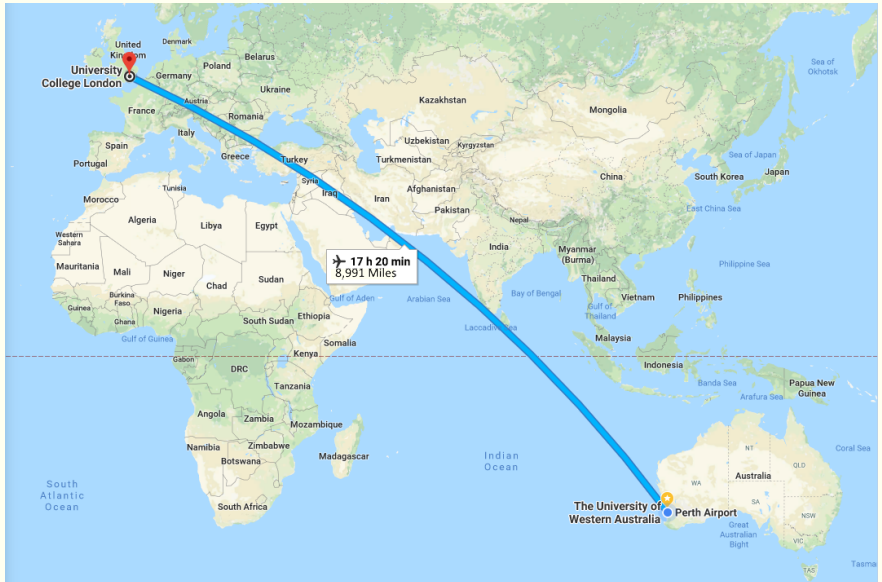 Denmark
United
Kingdom
University
College London
Belarus
Poland
Germany
Ukraine
Austria
France
Romania
Italy
Spain
Portugal
Greece
Turkey
Syria
Iraq
Iran
Kazakhstan
Mongolia
Sea of
Okhotsk
Uzbekistan
Kyrgyzstan
Turkmenistan
Afghanistan
Pakistan
China
Sea of Japan
South Korea
Japan
East China Sea
Nepal
India
Myanmar
(Burma)
Thailand
Vietnam
Gulf of
Thailand
Philippines
Philippine Sea
Bay of Bengal
Tunisia
Morocco
Algeria
Libya
Egypt
Western
Sahara
Mauritania
Mali
Niger
Chad
Sudan
17 h 20 min
8,991 Miles
Gulf of Aden
Arabian Sea
Laccadive Sea
Burkina
Faso
Guinea
Ghana
Nigeria
South Sudan
Ethiopia
Somalia
Gulf of Guinea
Gabon
DRC
Kenya
Tanzania
Malaysia
Indonesia
Banda Sea
Arafura Sea
Papua New
Guinea
Angola
Zambia
Mozambique
Zimbabwe
Namibia
Botswana
Madagascar
South Africa
South
Atlantic
Ocean
Indian
Ocean
Coral Sea
NT
QLD
Australia
WA
SA
NSW
VIC
TAS
The University of
Western Australia
Perth Airport
Great
Australian
Bight
Tasma